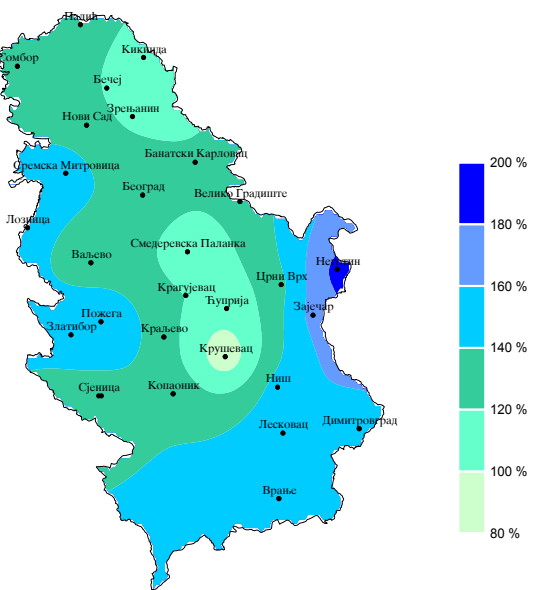 Палић
Кикинда
Сомбор
Бечеј
Зрењанин
Нови Сад
Банатски Карловац
Сремска Митровица
Београд
Велико Градиште
Лозница
Смедеревска Паланка
Ваљево
Неготин
Црни Врх
Крагујевац
Ћуприја
Зајечар
Пожега
Златибор
Краљево
Крушевац
Ниш
Сјеница
Копаоник
Лесковац
Димитровград
Врање
200 %
180 %
160 %
140 %
120 %
100 %
80 %